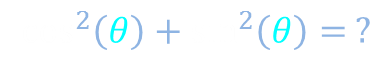 ²(θ) + ²(θ) = ?